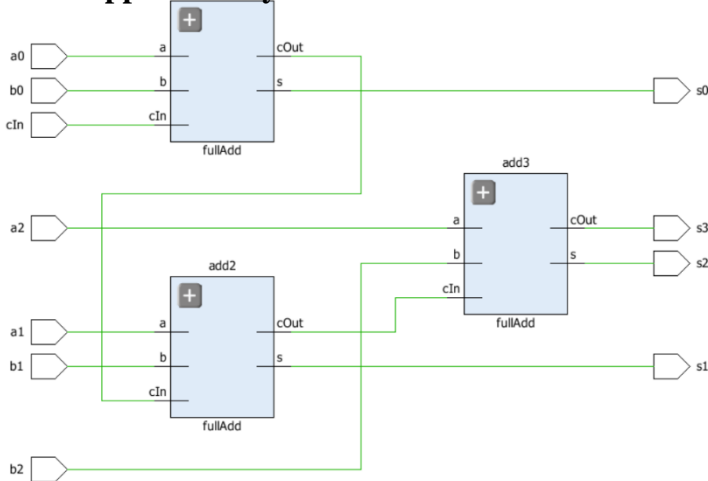 a0
b0
cIn
a
b
cIn
cOut
s
fullAdd
s0
add3
a2
a
b
cIn
cOut
s
fullAdd
s3
s2
add2
a1
b1
a
b
cIn
cOut
s
fullAdd
s1
b2